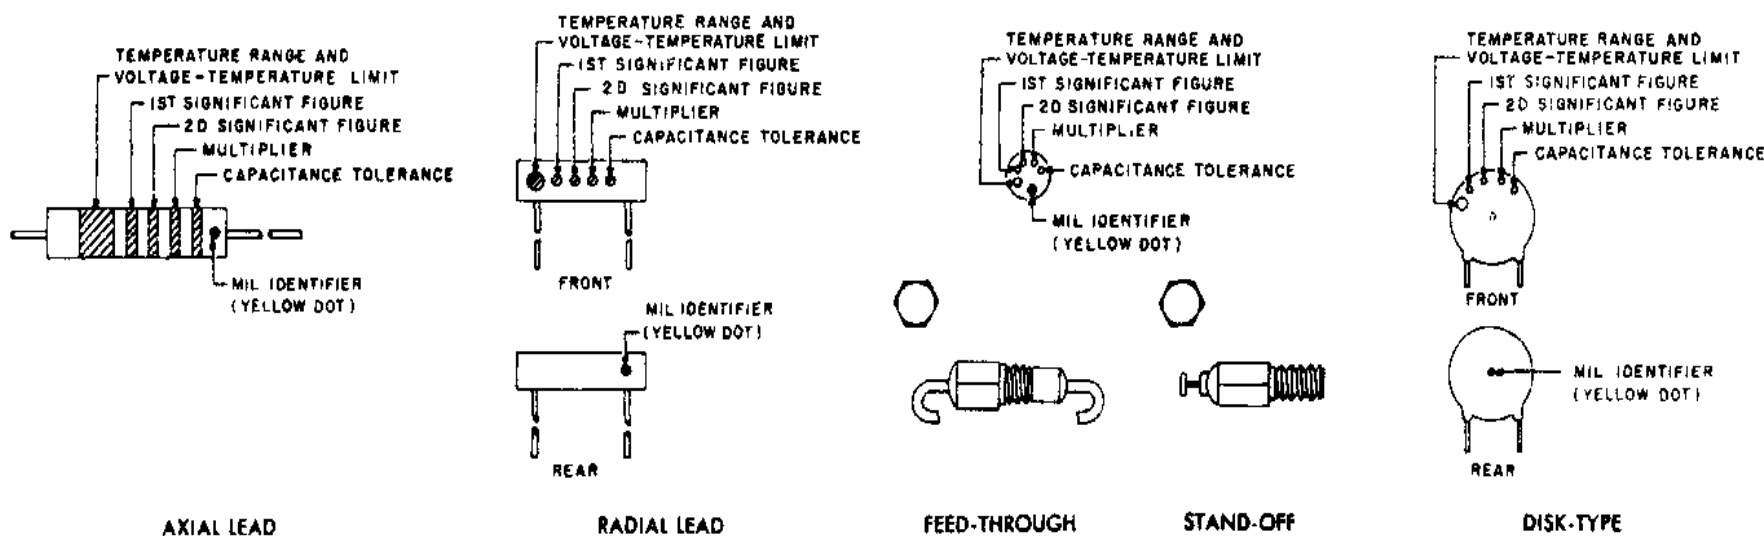 TEMPERATURE RANGE AND
VOLTAGE-TEMPERATURE LIMIT
1ST SIGNIFICANT FIGURE
2D SIGNIFICANT FIGURE
MULTIPLIER
CAPACITANCE TOLERANCE
MIL IDENTIFIER
(YELLOW DOT)
AXIAL LEAD
TEMPERATURE RANGE AND
VOLTAGE-TEMPERATURE LIMIT
1ST SIGNIFICANT FIGURE
2D SIGNIFICANT FIGURE
MULTIPLIER
CAPACITANCE TOLERANCE
FRONT
MIL IDENTIFIER
(YELLOW DOT)
REAR
RADIAL LEAD
TEMPERATURE RANGE AND
VOLTAGE-TEMPERATURE LIMIT
1ST SIGNIFICANT FIGURE
2D SIGNIFICANT FIGURE
MULTIPLIER
CAPACITANCE TOLERANCE
MIL IDENTIFIER
(YELLOW DOT)
FEED-THROUGH
STAND-OFF
TEMPERATURE RANGE AND
VOLTAGE-TEMPERATURE LIMIT
1ST SIGNIFICANT FIGURE
2D SIGNIFICANT FIGURE
MULTIPLIER
CAPACITANCE TOLERANCE
FRONT
MIL IDENTIFIER
(YELLOW DOT)
REAR
DISK-TYPE